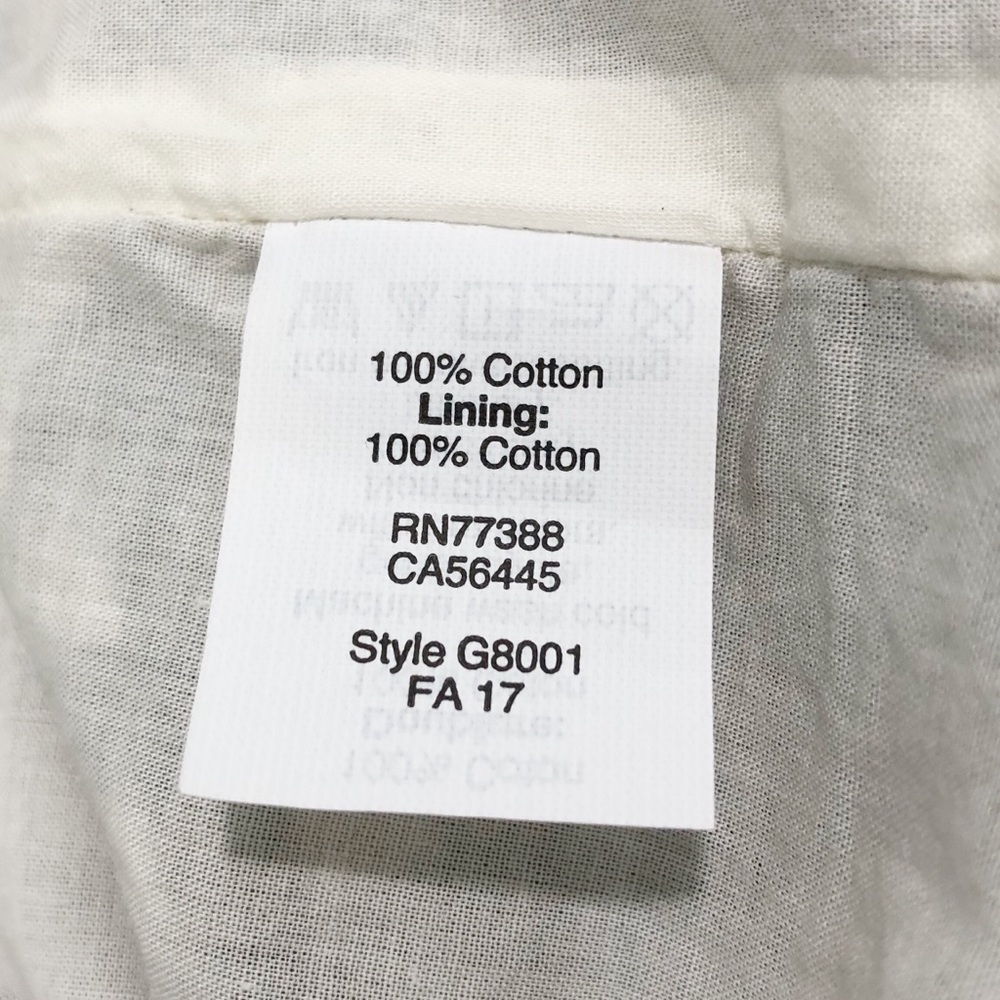 100% Cotton
Lining:
100% Cotton
RN77388
CA56445
Style G8001
FA 17